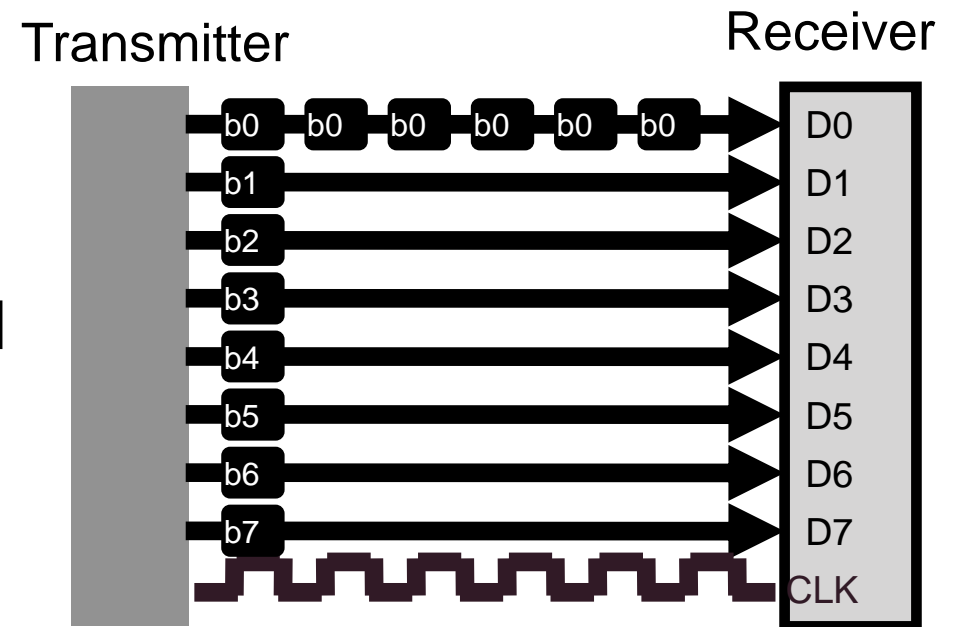 Transmitter
Receiver
b0 b0 b0 b0 b0 b0 D0
b1 D1
b2 D2
b3 D3
b4 D4
b5 D5
b6 D6
b7 D7
CLK